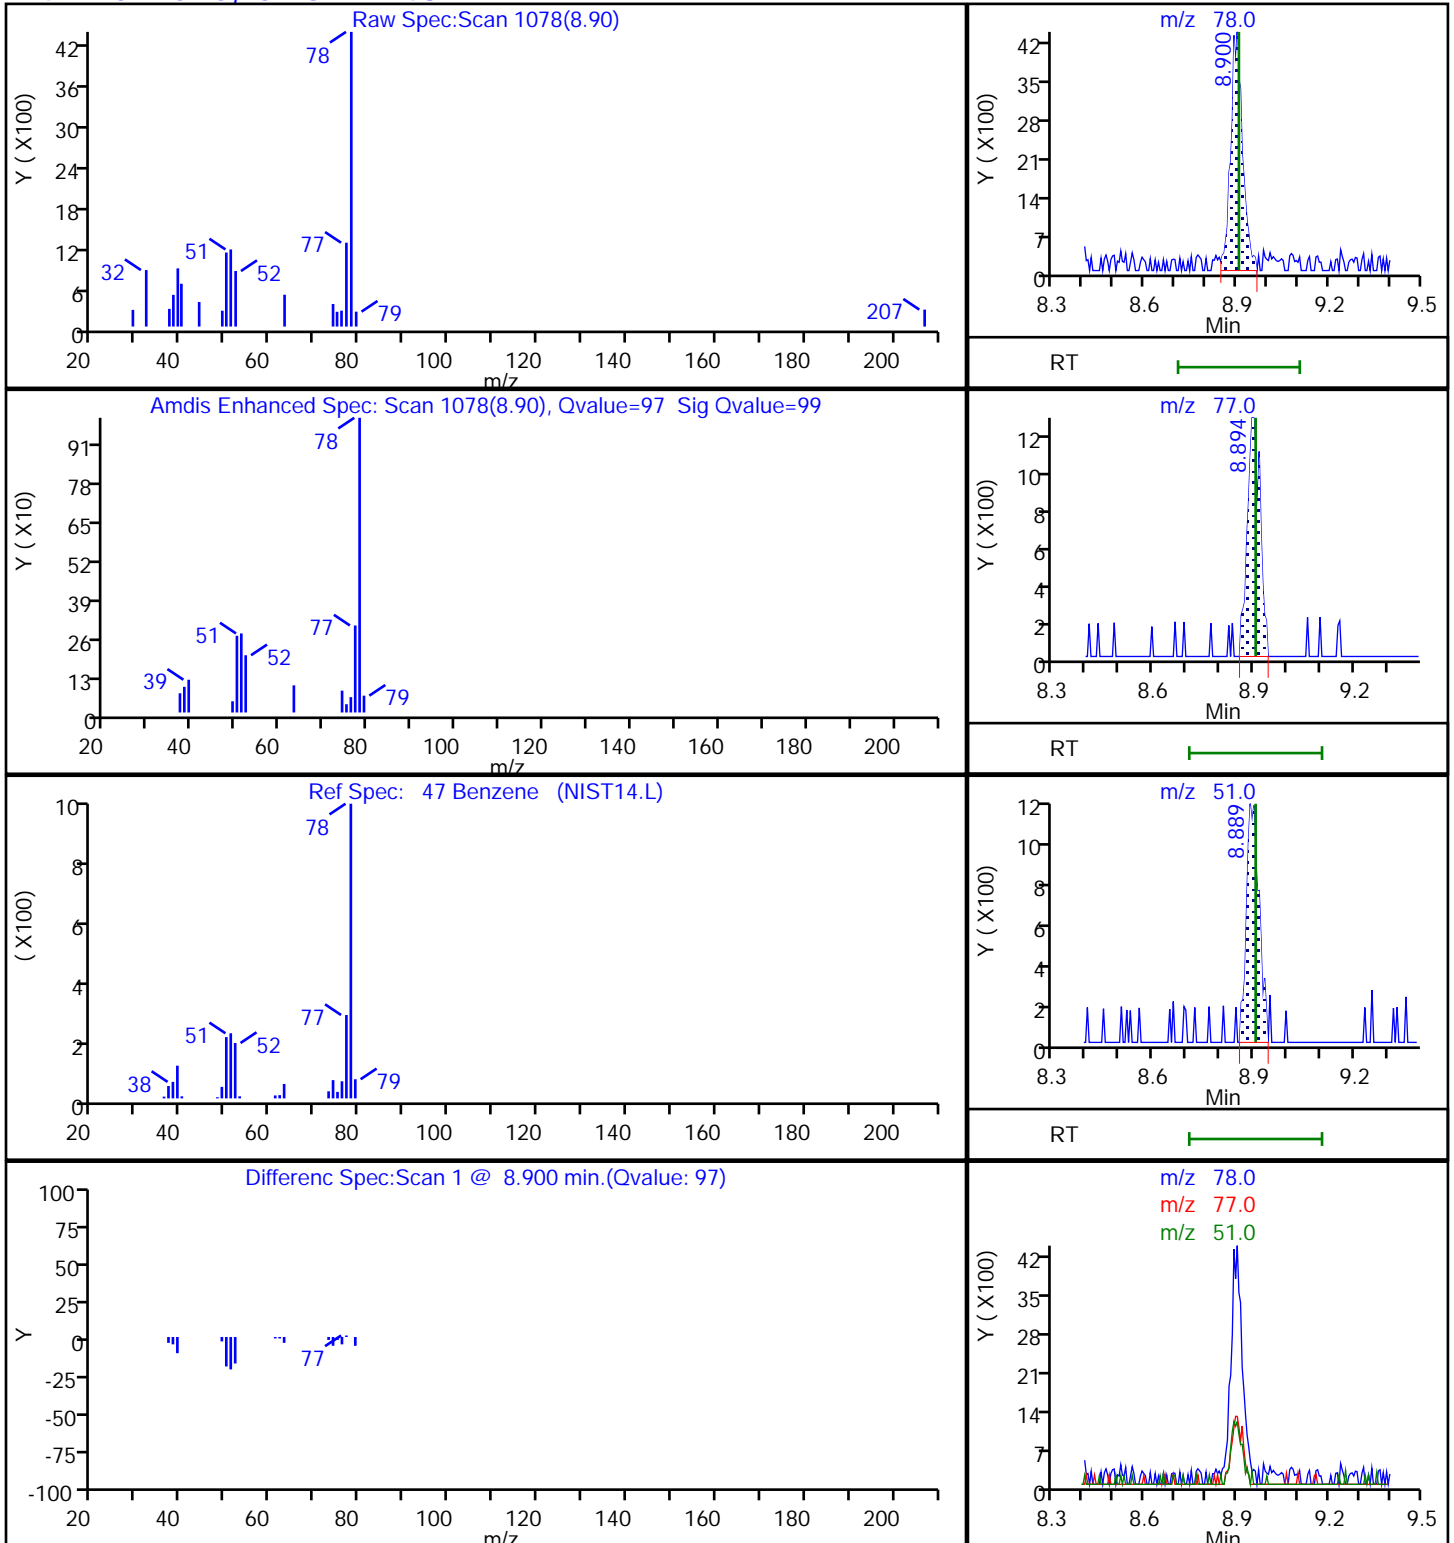 Raw Spec:Scan 1078(8.90)
Y ( X100)
42
36
30
24
18
12
6
0
78
77
51
52
32
79
207
20 40 60 80 100 120 140 160 180 200
m/z
m/z 78.0
Y ( X100)
42
35
28
21
14
7
0
8.900
8.3 8.6 8.9 9.2 9.5
Min
RT
Amdis Enhanced Spec: Scan 1078(8.90), Qvalue=97 Sig Qvalue=99
Y ( X10)
91
78
65
52
39
26
13
0
78
77
51
52
39
79
20 40 60 80 100 120 140 160 180 200
m/z
m/z 77.0
Y ( X100)
12
10
8
6
4
2
0
8.894
8.3 8.6 8.9 9.2
Min
RT
Ref Spec: 47 Benzene (NIST14.L)
( X100)
10
8
6
4
2
0
78
77
51
52
38
79
20 40 60 80 100 120 140 160 180 200
m/z 51.0
Y ( X100)
12
10
8
6
4
2
0
8.889
8.3 8.6 8.9 9.2
Min
RT
Differenc Spec:Scan 1 @ 8.900 min.(Qvalue: 97)
Y
100
75
50
25
0
-25
-50
-75
-100
77
20 40 60 80 100 120 140 160 180 200
m/z
m/z 78.0
m/z 77.0
m/z 51.0
Y ( X100)
42
35
28
21
14
7
0
8.3 8.6 8.9 9.2 9.5
Min